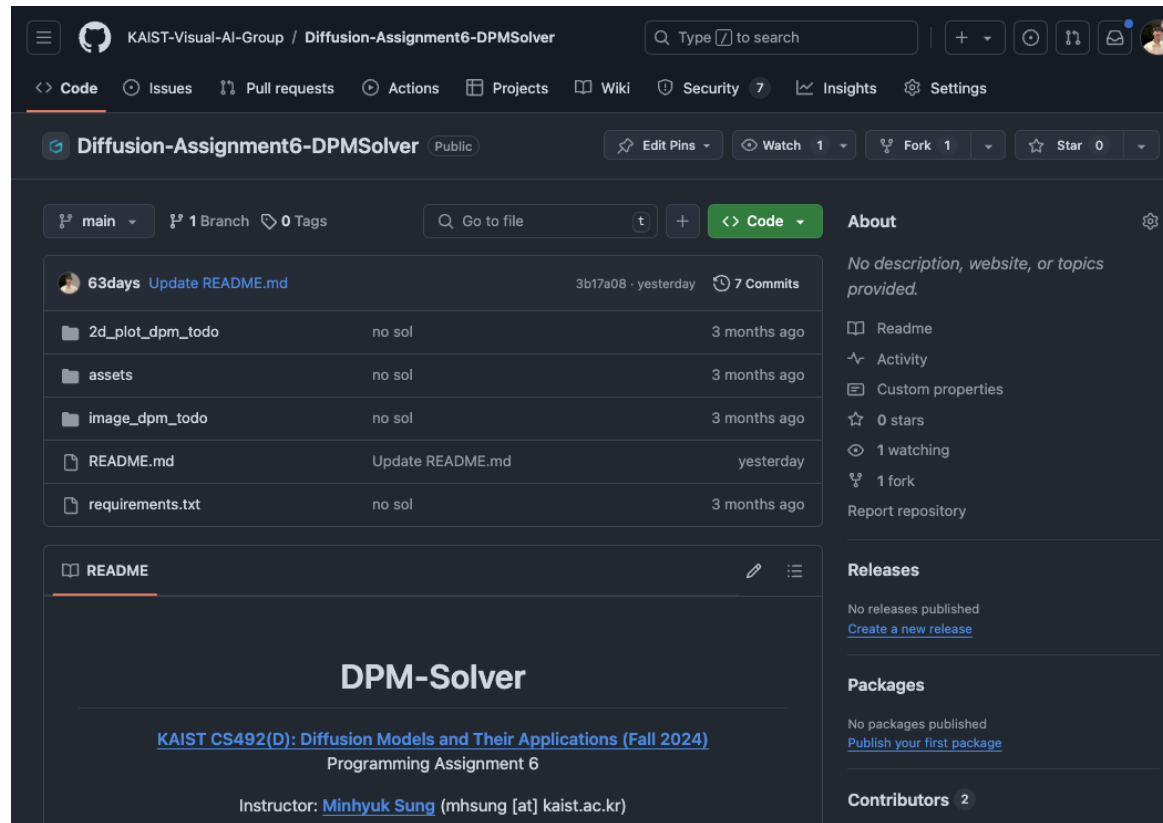 KAIST-Visual-AI-Group / Diffusion-Assignment6-DPMSolver
Type / to search
Code Issues Pull requests Actions Projects Wiki Security 7 Insights Settings
Diffusion-Assignment6-DPMSolver Public
Edit Pins Watch 1 Fork 1 Star 0
main 1 Branch 0 Tags Go to file t + Code
63days Update README.md 3b17a08 · yesterday 7 Commits
2d_plot_dpm_todo no sol 3 months ago
assets no sol 3 months ago
image_dpm_todo no sol 3 months ago
README.md Update README.md yesterday
requirements.txt no sol 3 months ago
README
DPM-Solver
KAIST CS492(D): Diffusion Models and Their Applications (Fall 2024)
Programming Assignment 6
Instructor: Minhyuk Sung (mhsung [at] kaist.ac.kr)
About
No description, website, or topics
provided.
Readme
Activity
Custom properties
0 stars
1 watching
1 fork
Report repository
Releases
No releases published
Create a new release
Packages
No packages published
Publish your first package
Contributors 2